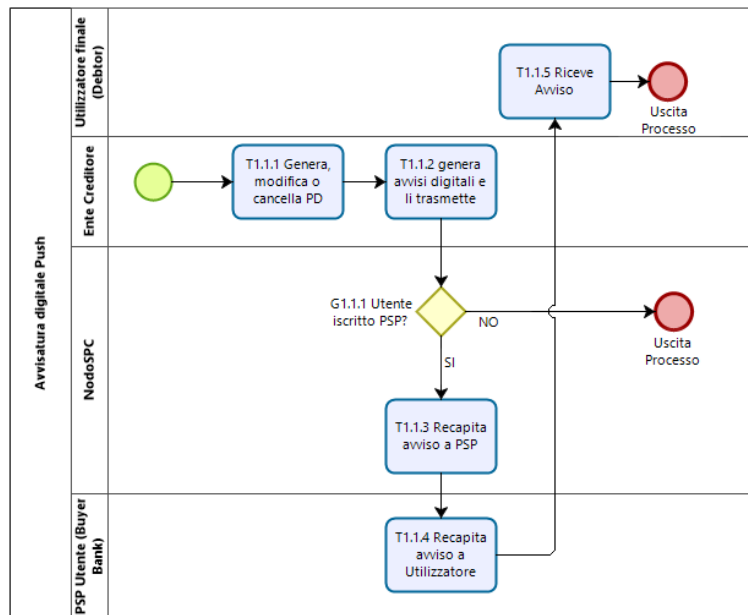 Avvisatura digitale Push
Utilizzatore finale
(Debtor)
T1.1.5 Riceve
Avviso
Uscita
Processo
Ente Creditore
T1.1.1 Genera,
modifica o
cancella PD
T1.1.2 genera
avvisi digitali e
li trasmette
NodoSPC
G1.1.1 Utente
iscritto PSP?
NO
SI
Uscita
Processo
T1.1.3 Recapita
avviso a PSP
PSP Utente (Buyer
Bank)
T1.1.4 Recapita
avviso a
Utilizzatore